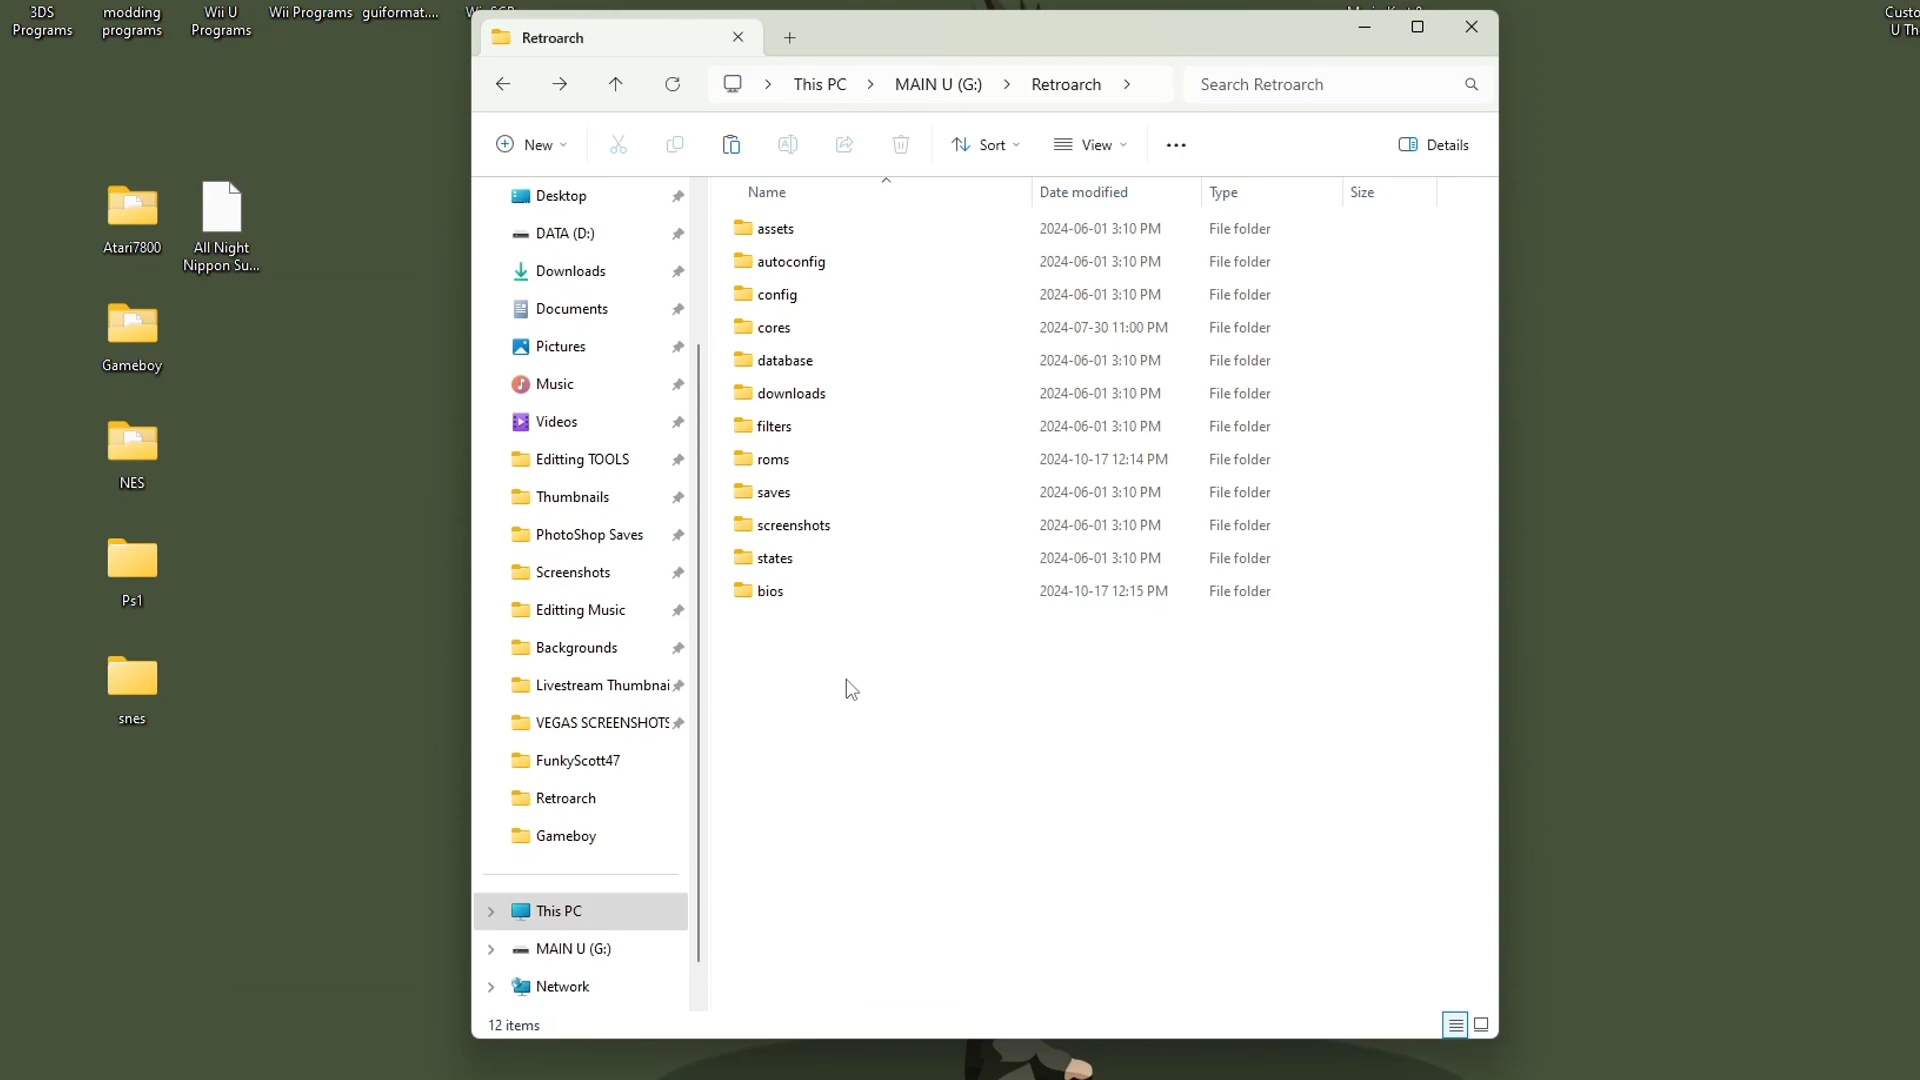 3DS
Programs
modding
programs
Wii U
Programs
Wii Programs
guiformat....
Custo
U Th
Atari7800
All Night
Nippon Su...
Gameboy
NES
Ps1
snes
Retroarch
This PC
MAIN U (G:)
Retroarch
Search Retroarch
New
Sort
View
Details
Desktop
DATA (D:)
Downloads
Documents
Pictures
Music
Videos
Editting TOOLS
Thumbnails
PhotoShop Saves
Screenshots
Editting Music
Backgrounds
Livestream Thumbnai
VEGAS SCREENSHOTS
FunkyScott47
Retroarch
Gameboy
This PC
MAIN U (G:)
Network
Name Date modified Type Size
assets 2024-06-01 3:10 PM File folder
autoconfig 2024-06-01 3:10 PM File folder
config 2024-06-01 3:10 PM File folder
cores 2024-07-30 11:00 PM File folder
database 2024-06-01 3:10 PM File folder
downloads 2024-06-01 3:10 PM File folder
filters 2024-06-01 3:10 PM File folder
roms 2024-10-17 12:14 PM File folder
saves 2024-06-01 3:10 PM File folder
screenshots 2024-06-01 3:10 PM File folder
states 2024-06-01 3:10 PM File folder
bios 2024-10-17 12:15 PM File folder
12 items